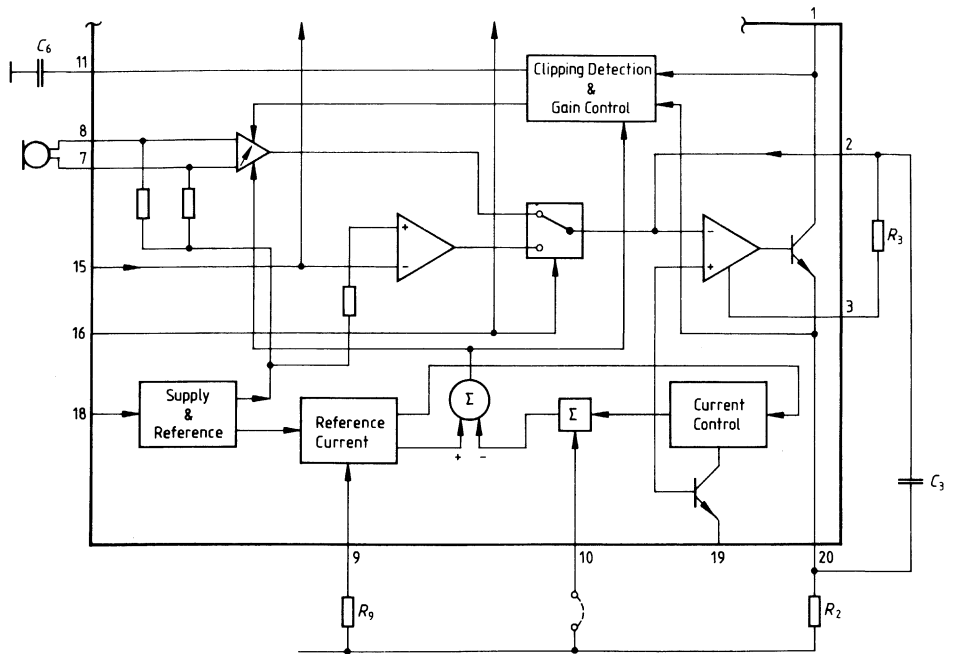 1
C₆
11
Clipping Detection
&
Gain Control
8
7
2
+
−
−
+
R₃
15
3
16
Supply
&
Reference
Reference
Current
Σ
Σ
Current
Control
18
+ −
C₃
9
10
19
20
R₉
R₂